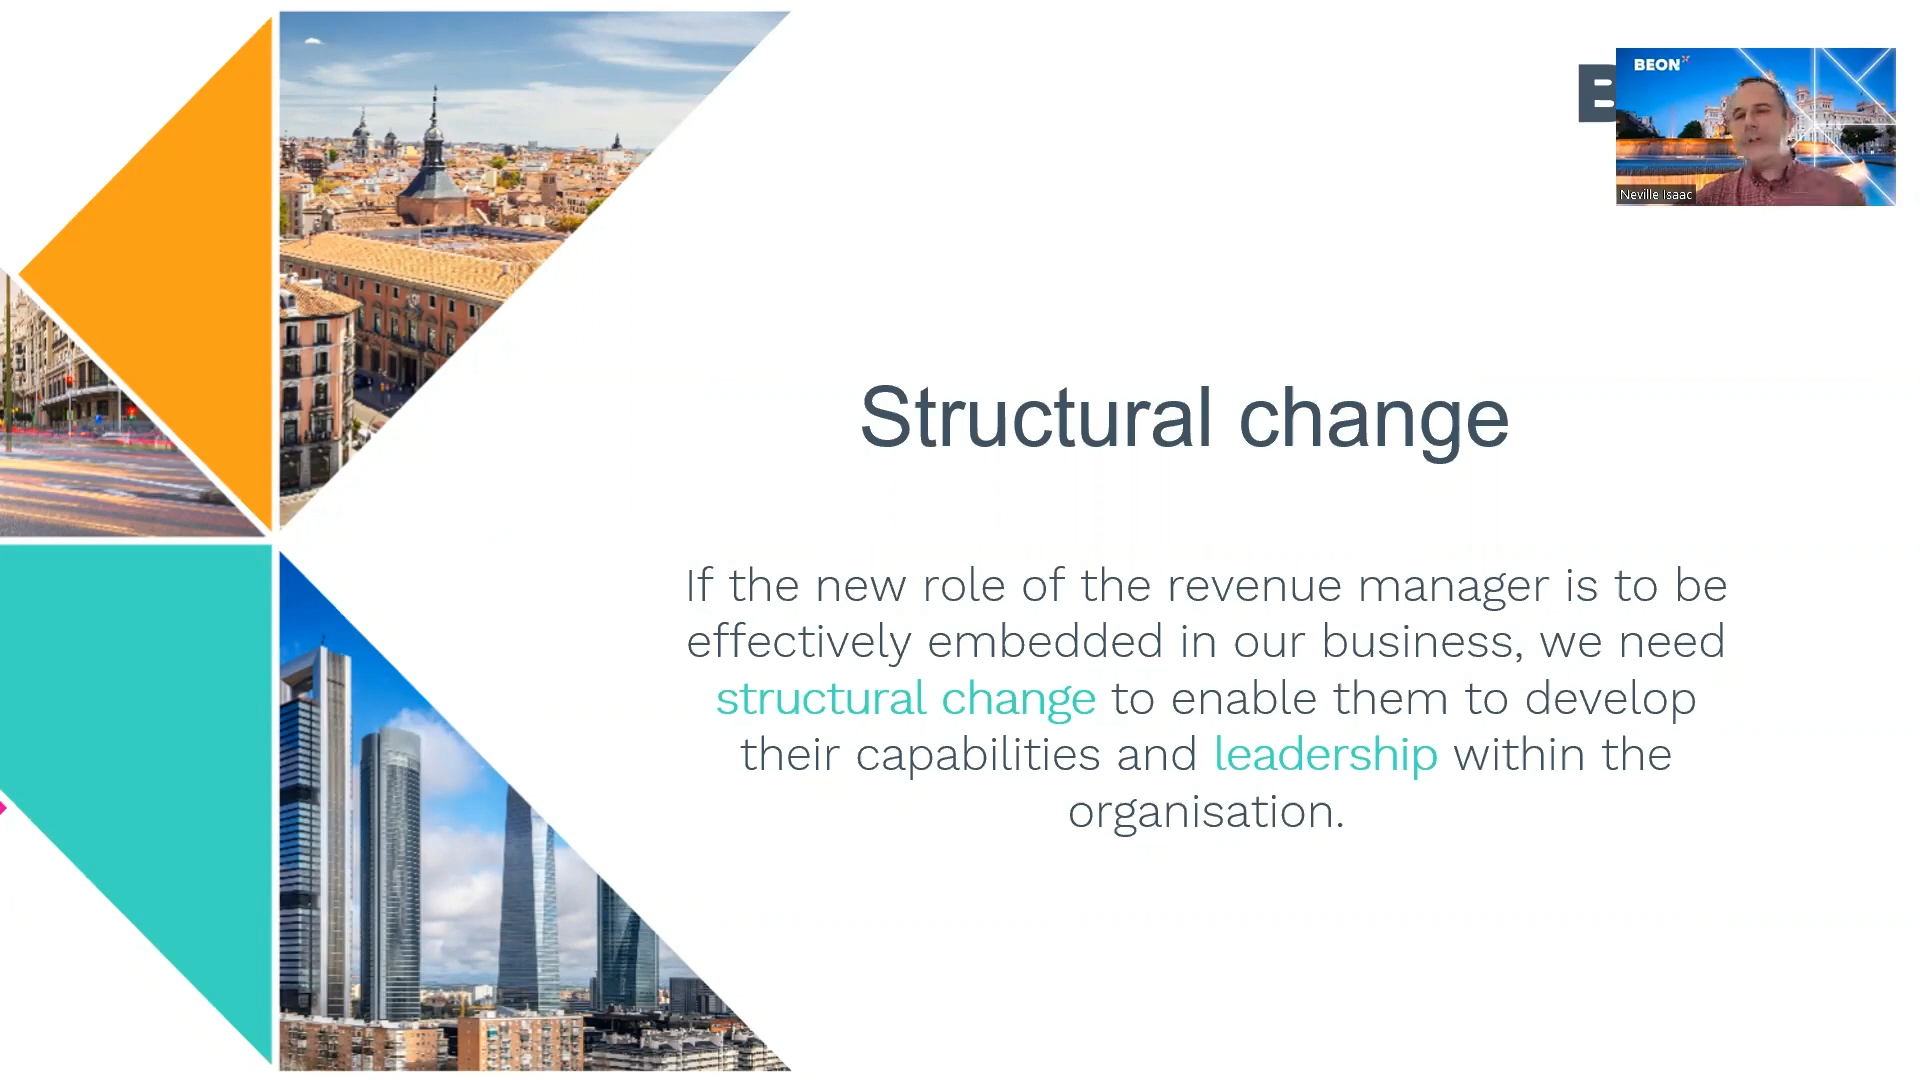 BEON
Neville Isaac
Structural change
If the new role of the revenue manager is to be
effectively embedded in our business, we need
structural change to enable them to develop
their capabilities and leadership within the
organisation.